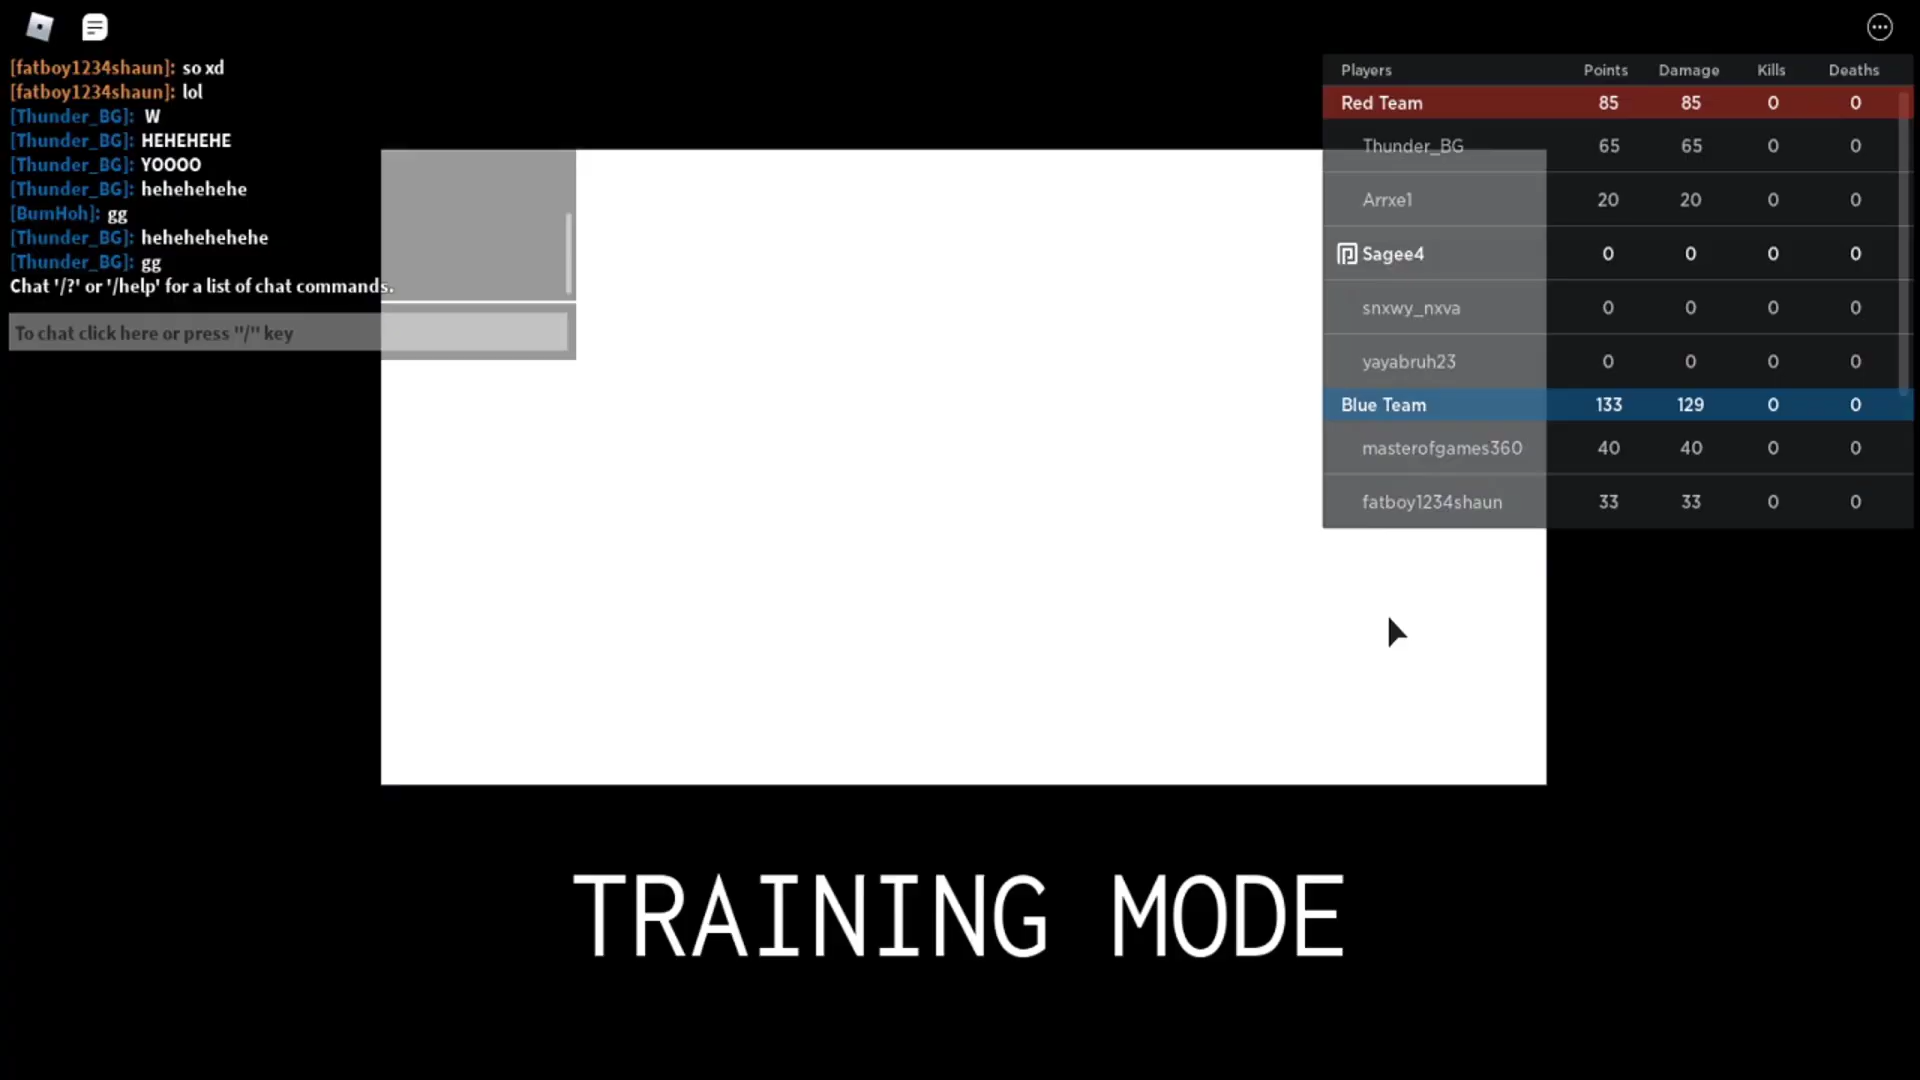 [fatboy1234shaun]: so xd
[fatboy1234shaun]: lol
[Thunder_BG]: W
[Thunder_BG]: HEHEHEHE
[Thunder_BG]: YOOOO
[Thunder_BG]: hehehehehe
[BumHoh]: gg
[Thunder_BG]: hehehehehehe
[Thunder_BG]: gg
Chat '/?' or '/help' for a list of chat commands.
To chat click here or press "/" key
Players Points Damage Kills Deaths
Red Team 85 85 0 0
Thunder_BG 65 65 0 0
Arrxe1 20 20 0 0
Sagee4 0 0 0 0
snxwy_nxva 0 0 0 0
yayabruh23 0 0 0 0
Blue Team 133 129 0 0
masterofgames360 40 40 0 0
fatboy1234shaun 33 33 0 0
TRAINING MODE